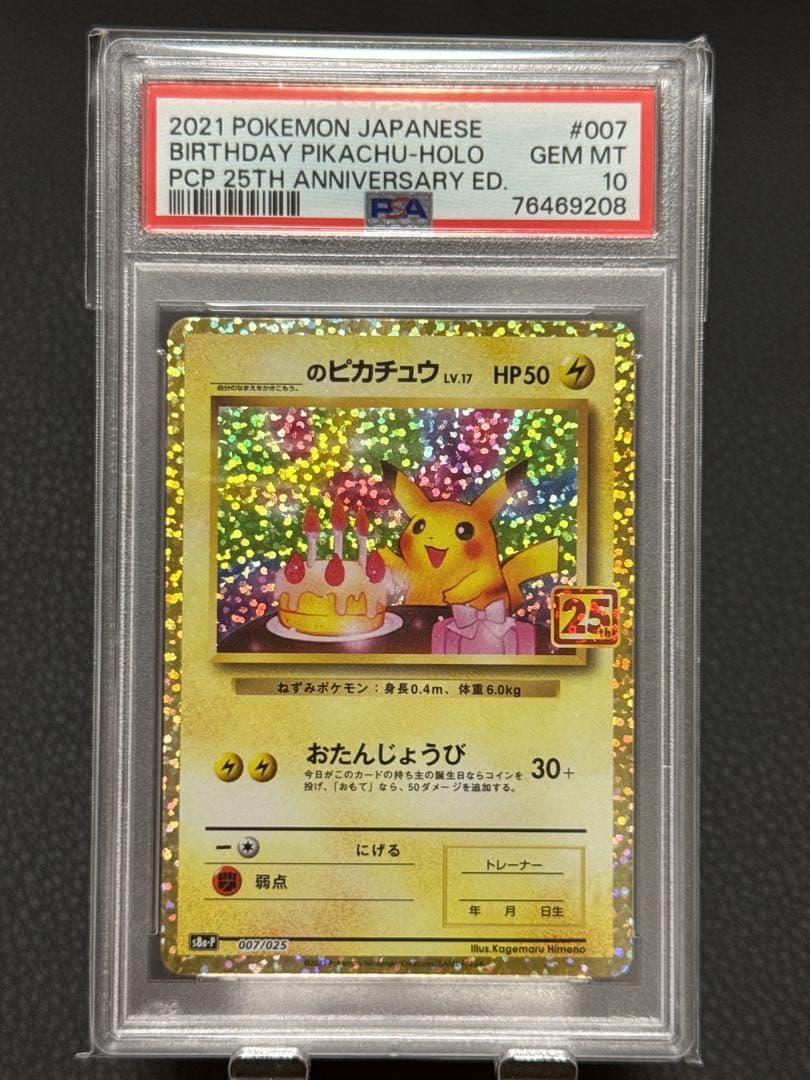 2021 POKEMON JAPANESE #007
BIRTHDAY PIKACHU-HOLO GEM MT
PCP 25TH ANNIVERSARY ED. 10
PSA 76469208
のピカチュウ LV.17 HP50
自分のなまえをかきこもう。
25th
ねずみポケモン：身長0.4m、体重6.0kg
おたんじょうび 30+
今日がこのカードの持ち主の誕生日ならコインを
投げ、「おもて」なら、50ダメージを追加する。
にげる
弱点
トレーナー
年 月 日生
s8a-P 007/025 Illus.Kagemaru Himeno